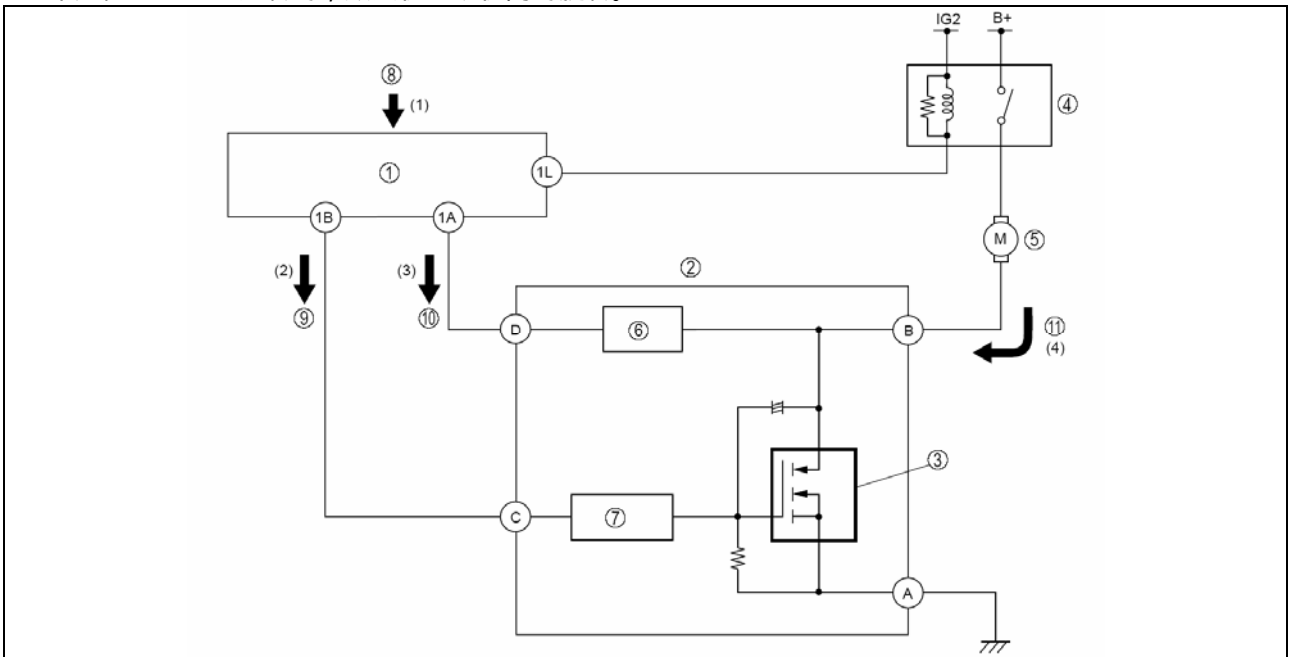 IG2 B+
⑧
(1)
④
①
1L
1B 1A
M ⑤
(2) (3)
②
⑨ ⑩
D ⑥ B
⑪
(4)
③
C ⑦
A